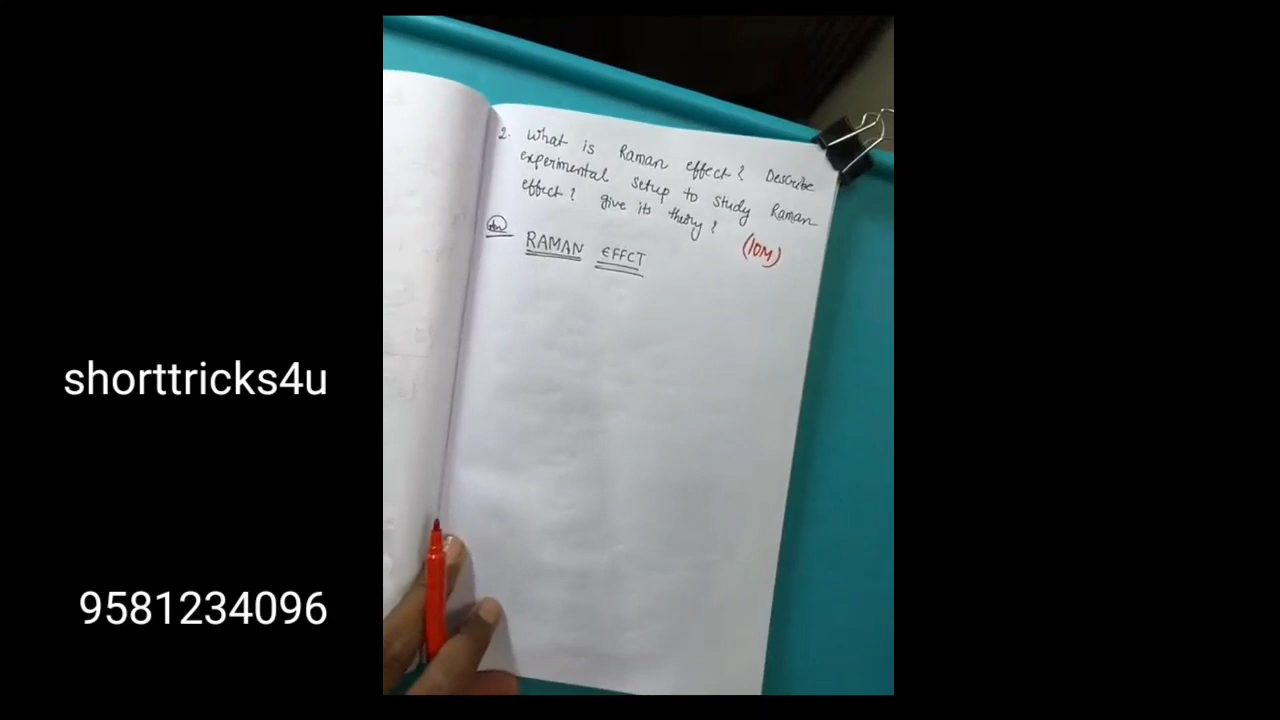 2. What is Raman effect? Describe
experimental setup to study Raman
effect? give its theory?
(10M)
Ans
RAMAN EFFCT
shorttricks4u
9581234096